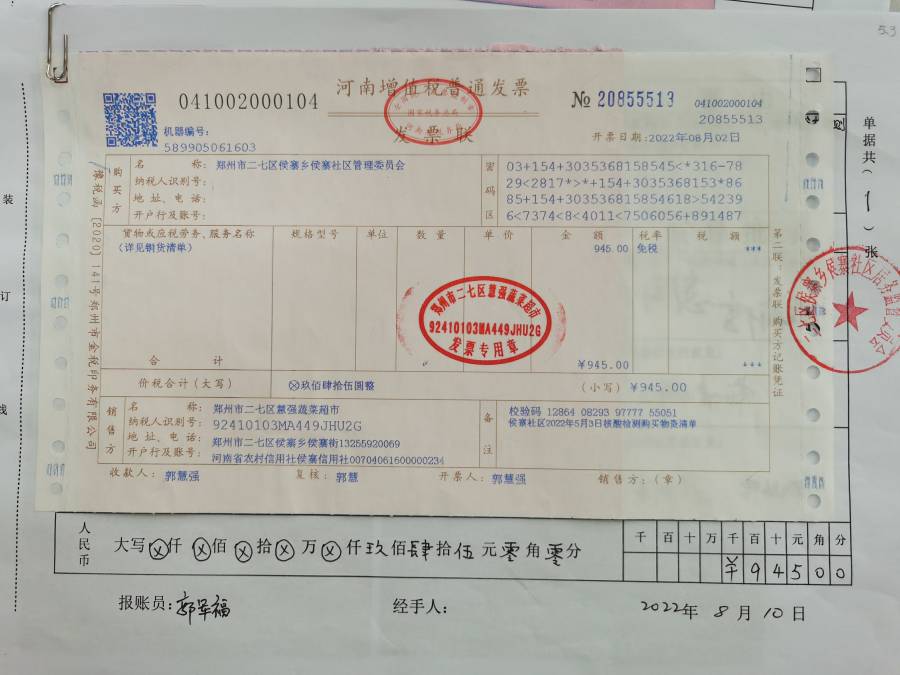 53
河南增值税普通发票
发票联
041002000104
№ 20855513
041002000104
20855513
机器编号:
589905061603
开票日期:2022年08月02日
购买方
名 称: 郑州市二七区侯寨乡侯寨社区管理委员会
纳税人识别号:
地 址、电 话:
开户行及账号:
密码区
03+154+3035368158545<*316-78
29<2817*>*+154+3035368153*86
85+154+3035368154618>54239
6<7374<8<4011<7506056+891487
货物或应税劳务、服务名称 规格型号 单位 数 量 单 价 金 额 税率 税 额
(详见销货清单) 945.00 免税 ***
郑州市二七区慧强蔬菜超市
92410103MA449JHU2G
发票专用章
合 计 ¥945.00 ***
价税合计(大写) ⊗玖佰肆拾伍圆整 (小写) ¥945.00
销售方
名 称: 郑州市二七区慧强蔬菜超市
纳税人识别号: 92410103MA449JHU2G
地 址、电 话: 郑州市二七区侯寨乡侯寨街13255920069
开户行及账号: 河南省农村信用社侯寨信用社00704061600000234
备注
校验码 12864 08293 97777 55051
侯寨社区2022年5月3日核酸检测购买物资清单
收款人: 郭慧强 复核: 郭慧 开票人: 郭慧强 销售方:(章)
〔2020〕141号郑州市金税印务有限公司
第二联:发票联 购买方记账凭证
单据共(1)张
装
订
线
人民币
大写⊗仟⊗佰⊗拾⊗万⊗仟玖佰肆拾伍元零角零分
千 百 十 万 千 百 十 元 角 分
¥ 9 4 5 0 0
报账员: 经手人: 2022年 8月10日